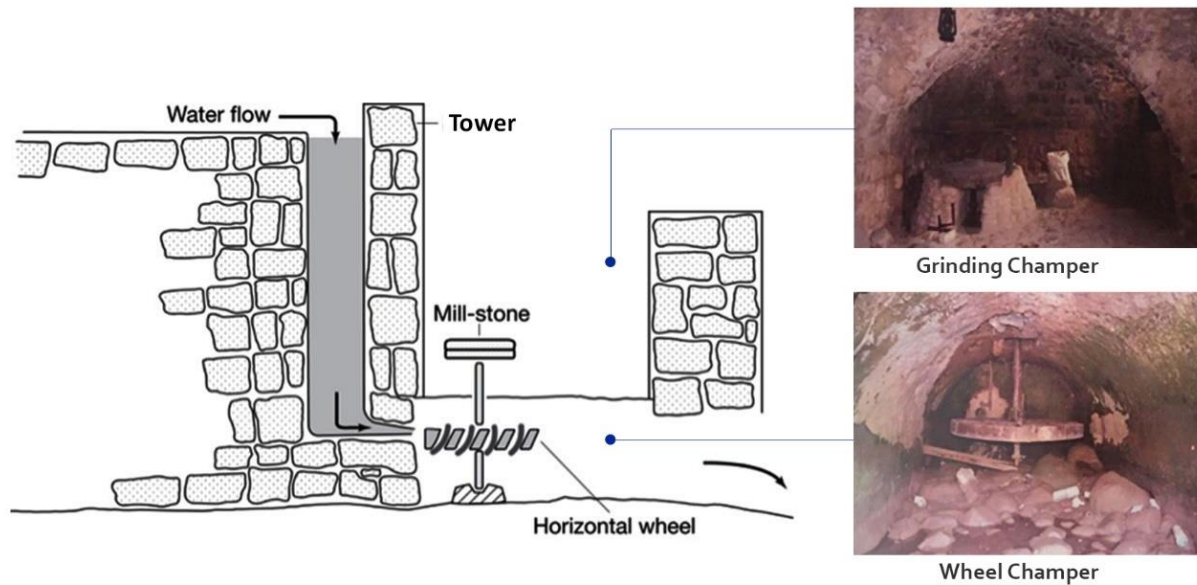 Water flow
Tower
Mill-stone
Horizontal wheel
Grinding Champer
Wheel Champer